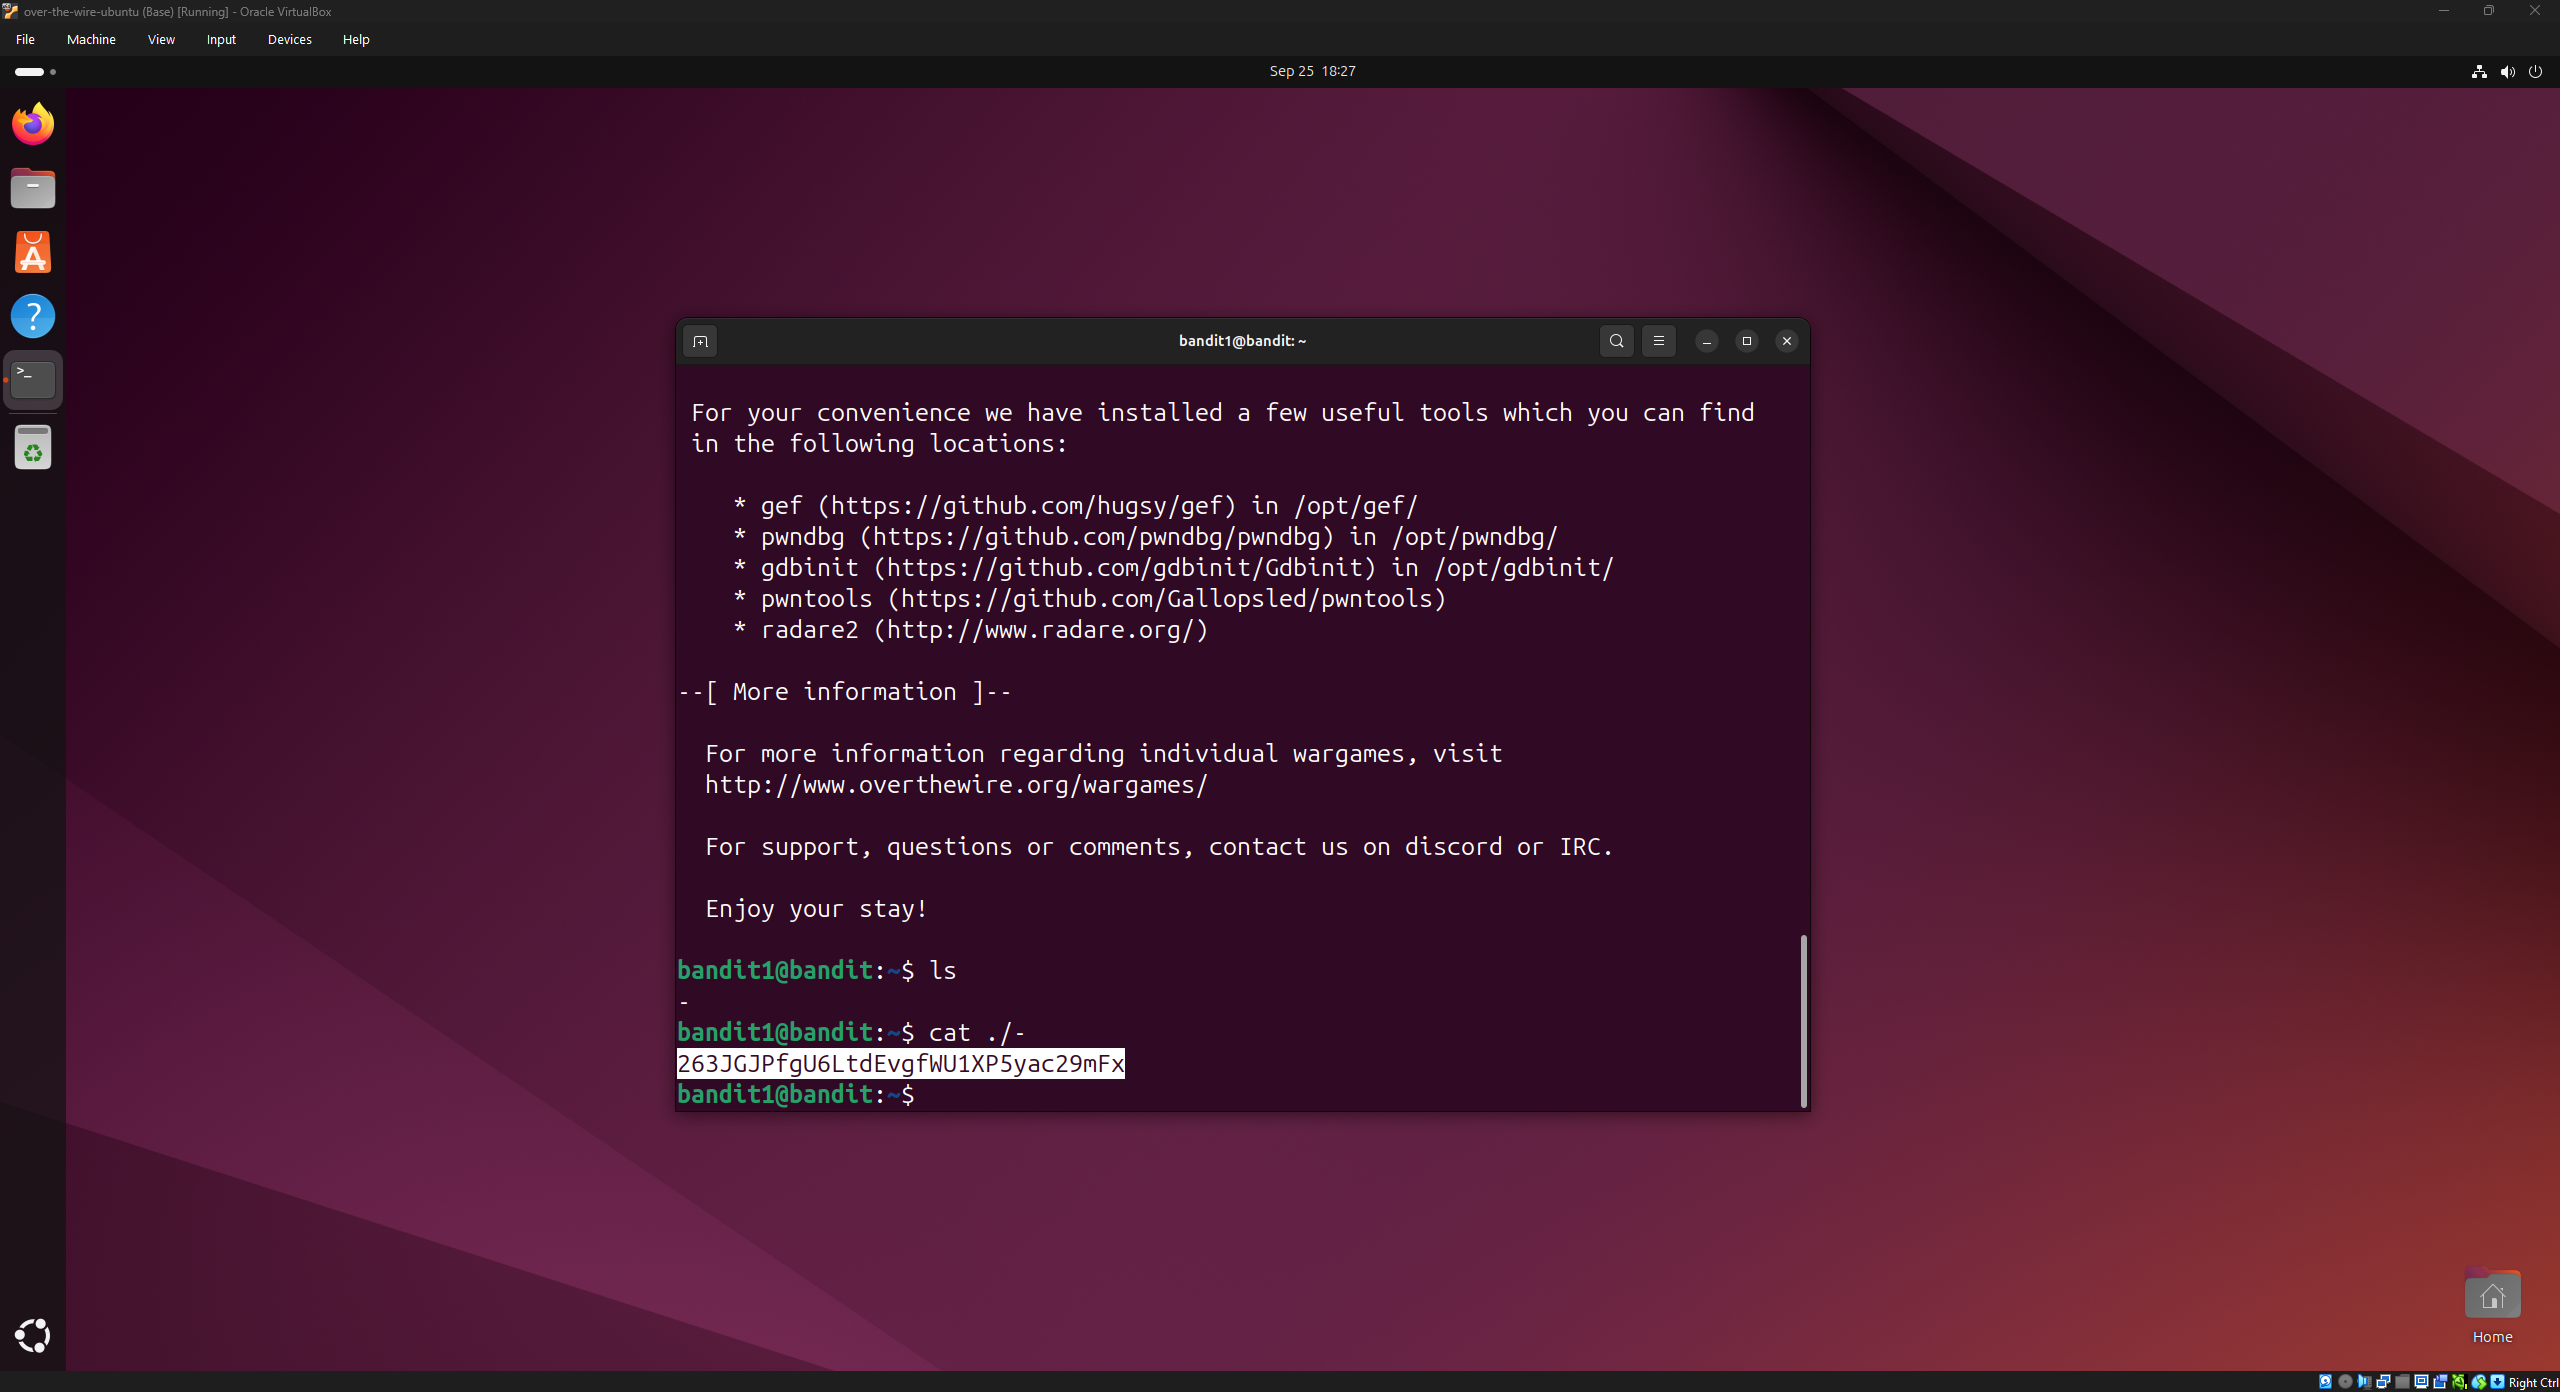 over-the-wire-ubuntu (Base) [Running] - Oracle VirtualBox
File Machine View Input Devices Help
Sep 25 18:27
bandit1@bandit: ~
For your convenience we have installed a few useful tools which you can find
in the following locations:
* gef (https://github.com/hugsy/gef) in /opt/gef/
* pwndbg (https://github.com/pwndbg/pwndbg) in /opt/pwndbg/
* gdbinit (https://github.com/gdbinit/Gdbinit) in /opt/gdbinit/
* pwntools (https://github.com/Gallopsled/pwntools)
* radare2 (http://www.radare.org/)
--[ More information ]--
For more information regarding individual wargames, visit
http://www.overthewire.org/wargames/
For support, questions or comments, contact us on discord or IRC.
Enjoy your stay!
bandit1@bandit:~$ ls
-
bandit1@bandit:~$ cat ./-
263JGJPfgU6LtdEvgfWU1XP5yac29mFx
bandit1@bandit:~$
Home
Right Ctrl